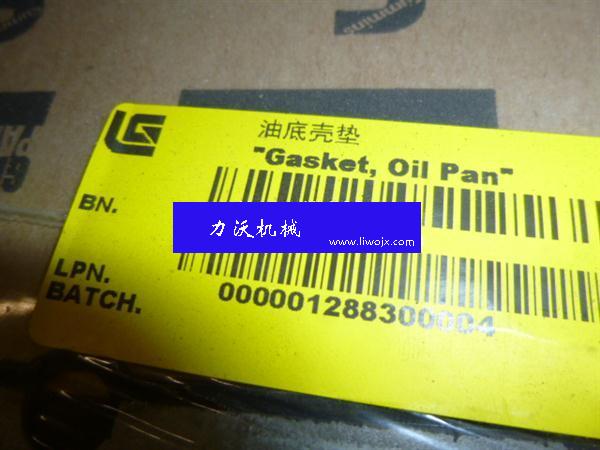 油底壳垫
"Gasket, Oil Pan"
BN.
力沃机械
www.liwojx.com
LPN.
BATCH.
000001288300004